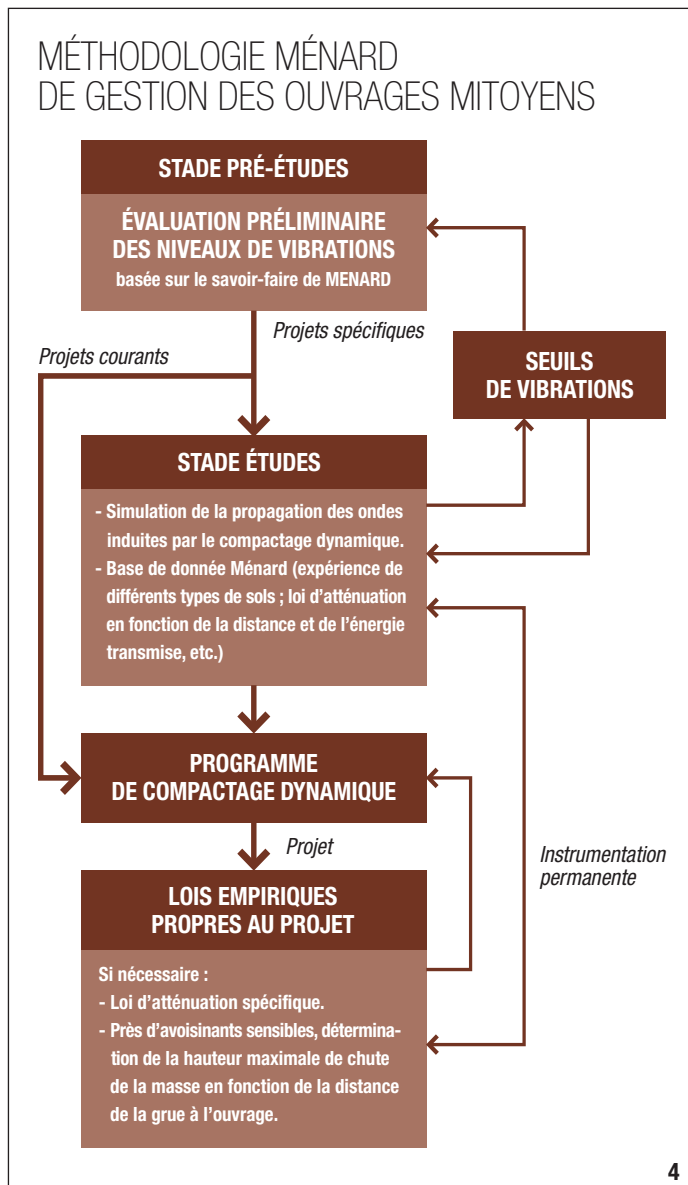 MÉTHODOLOGIE MÉNARD
DE GESTION DES OUVRAGES MITOYENS
STADE PRÉ-ÉTUDES
ÉVALUATION PRÉLIMINAIRE
DES NIVEAUX DE VIBRATIONS
basée sur le savoir-faire de MENARD
Projets spécifiques
Projets courants
SEUILS
DE VIBRATIONS
STADE ÉTUDES
- Simulation de la propagation des ondes
induites par le compactage dynamique.
- Base de donnée Ménard (expérience de
différents types de sols ; loi d’atténuation
en fonction de la distance et de l’énergie
transmise, etc.)
PROGRAMME
DE COMPACTAGE DYNAMIQUE
Projet
Instrumentation
permanente
LOIS EMPIRIQUES
PROPRES AU PROJET
Si nécessaire :
- Loi d’atténuation spécifique.
- Près d’avoisinants sensibles, détermina-
tion de la hauteur maximale de chute
de la masse en fonction de la distance
de la grue à l’ouvrage.
4